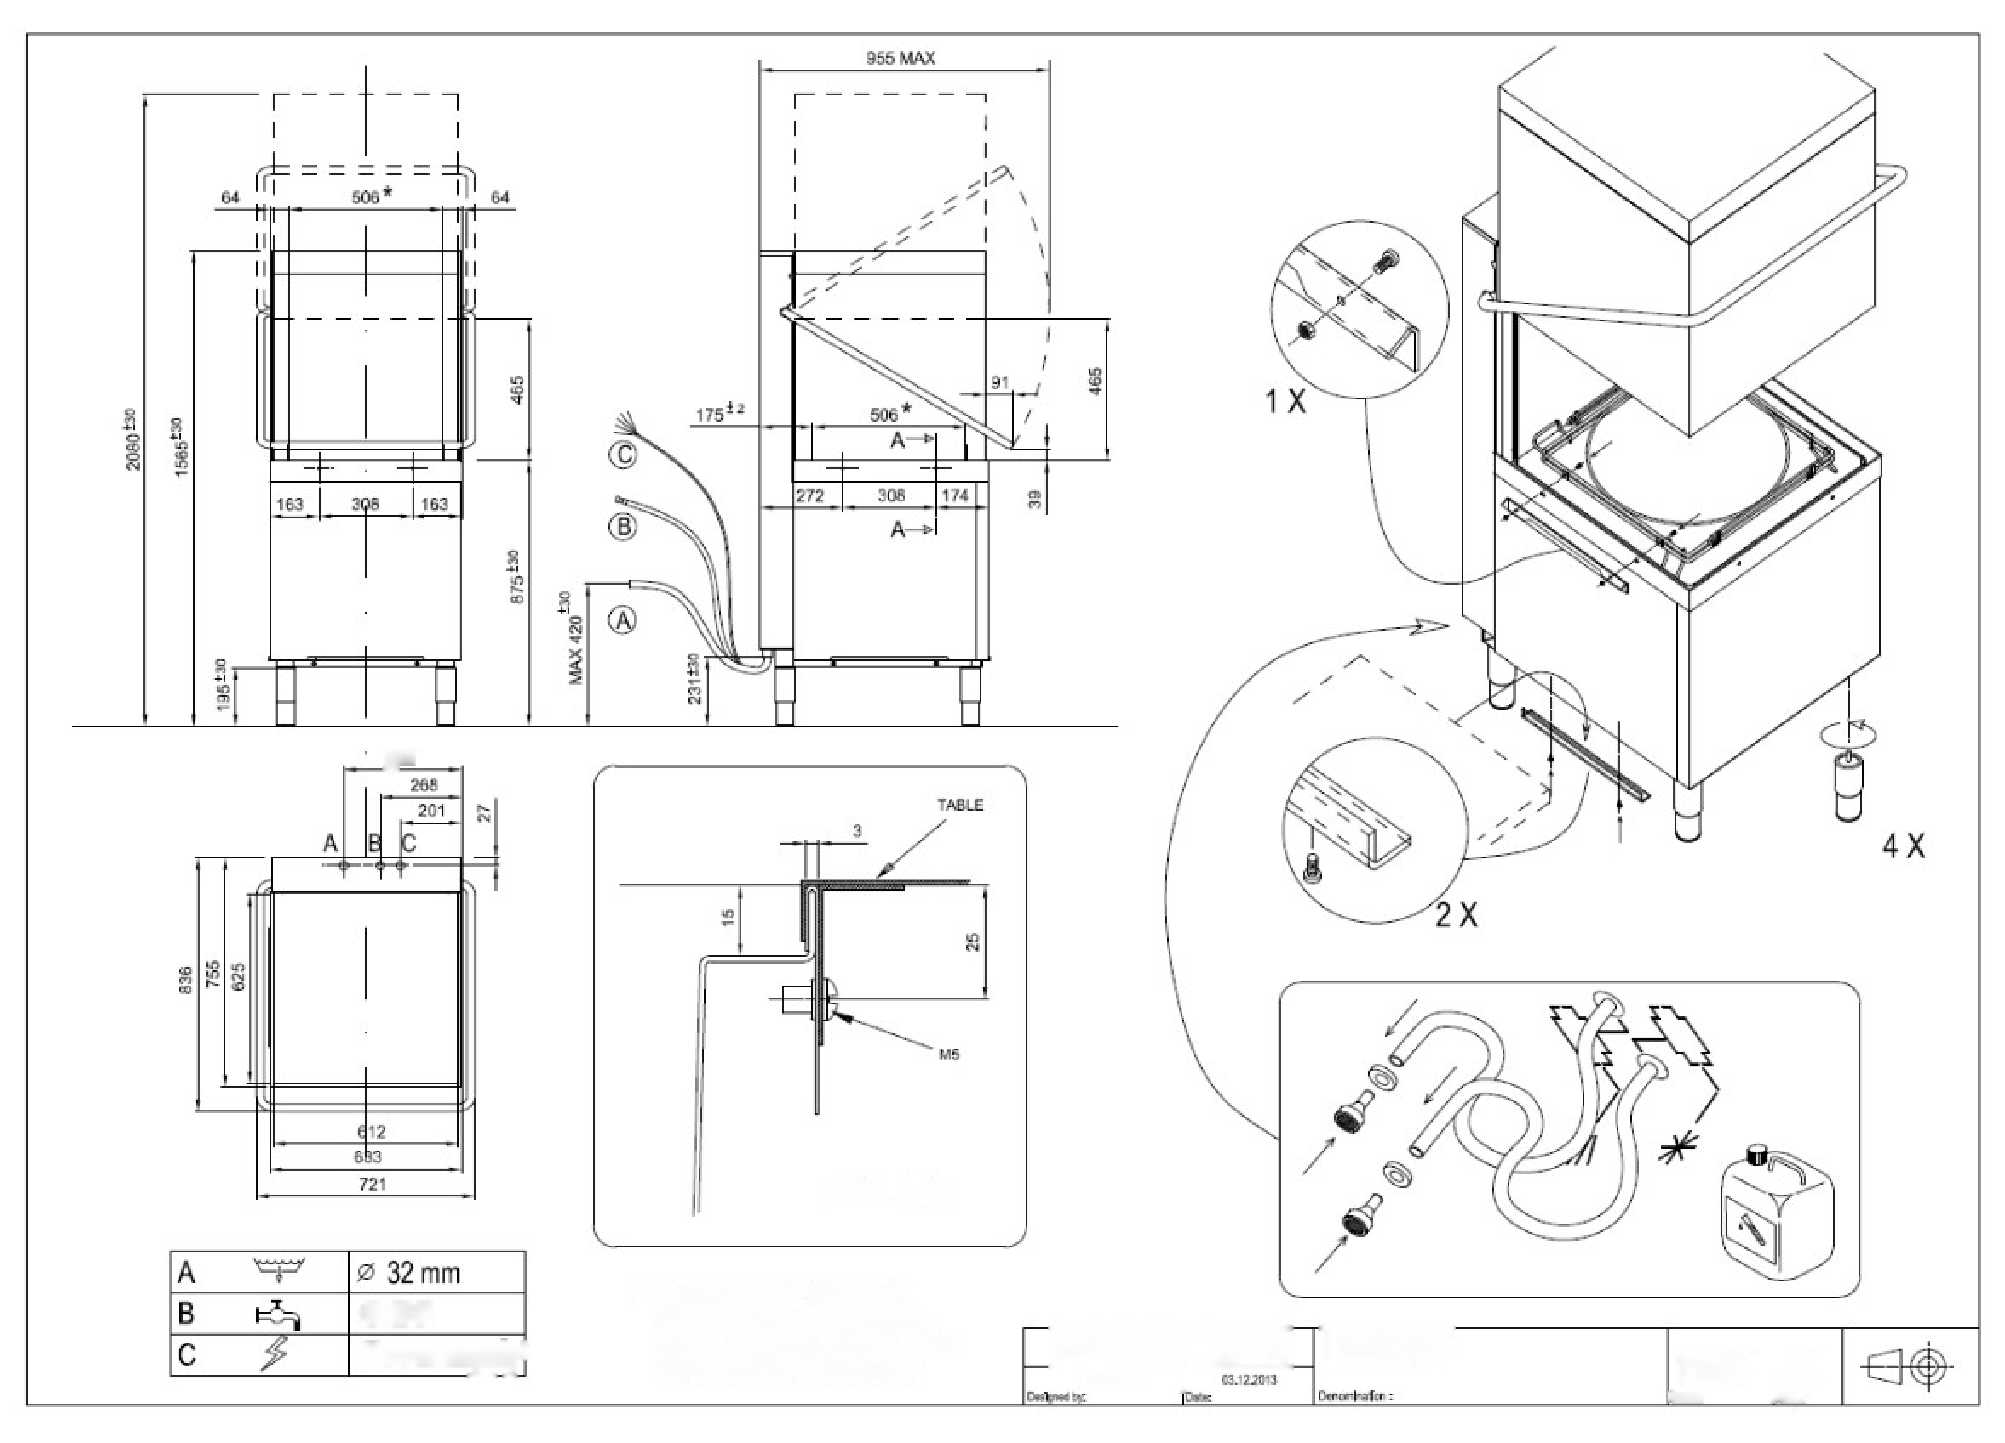 955 MAX
64
506*
64
2080±30
1565±30
465
163
308
163
875±30
195±30
175±2
506*
91
465
A
C
B
A
272
308
174
39
A
MAX 420±30
231±30
1 X
2 X
4 X
268
201
27
A B C
836
755
625
612
633
721
TABLE
3
15
25
M5
A ⌀ 32 mm
B
C
03.12.2013
Designed by:
Date:
Denomination :